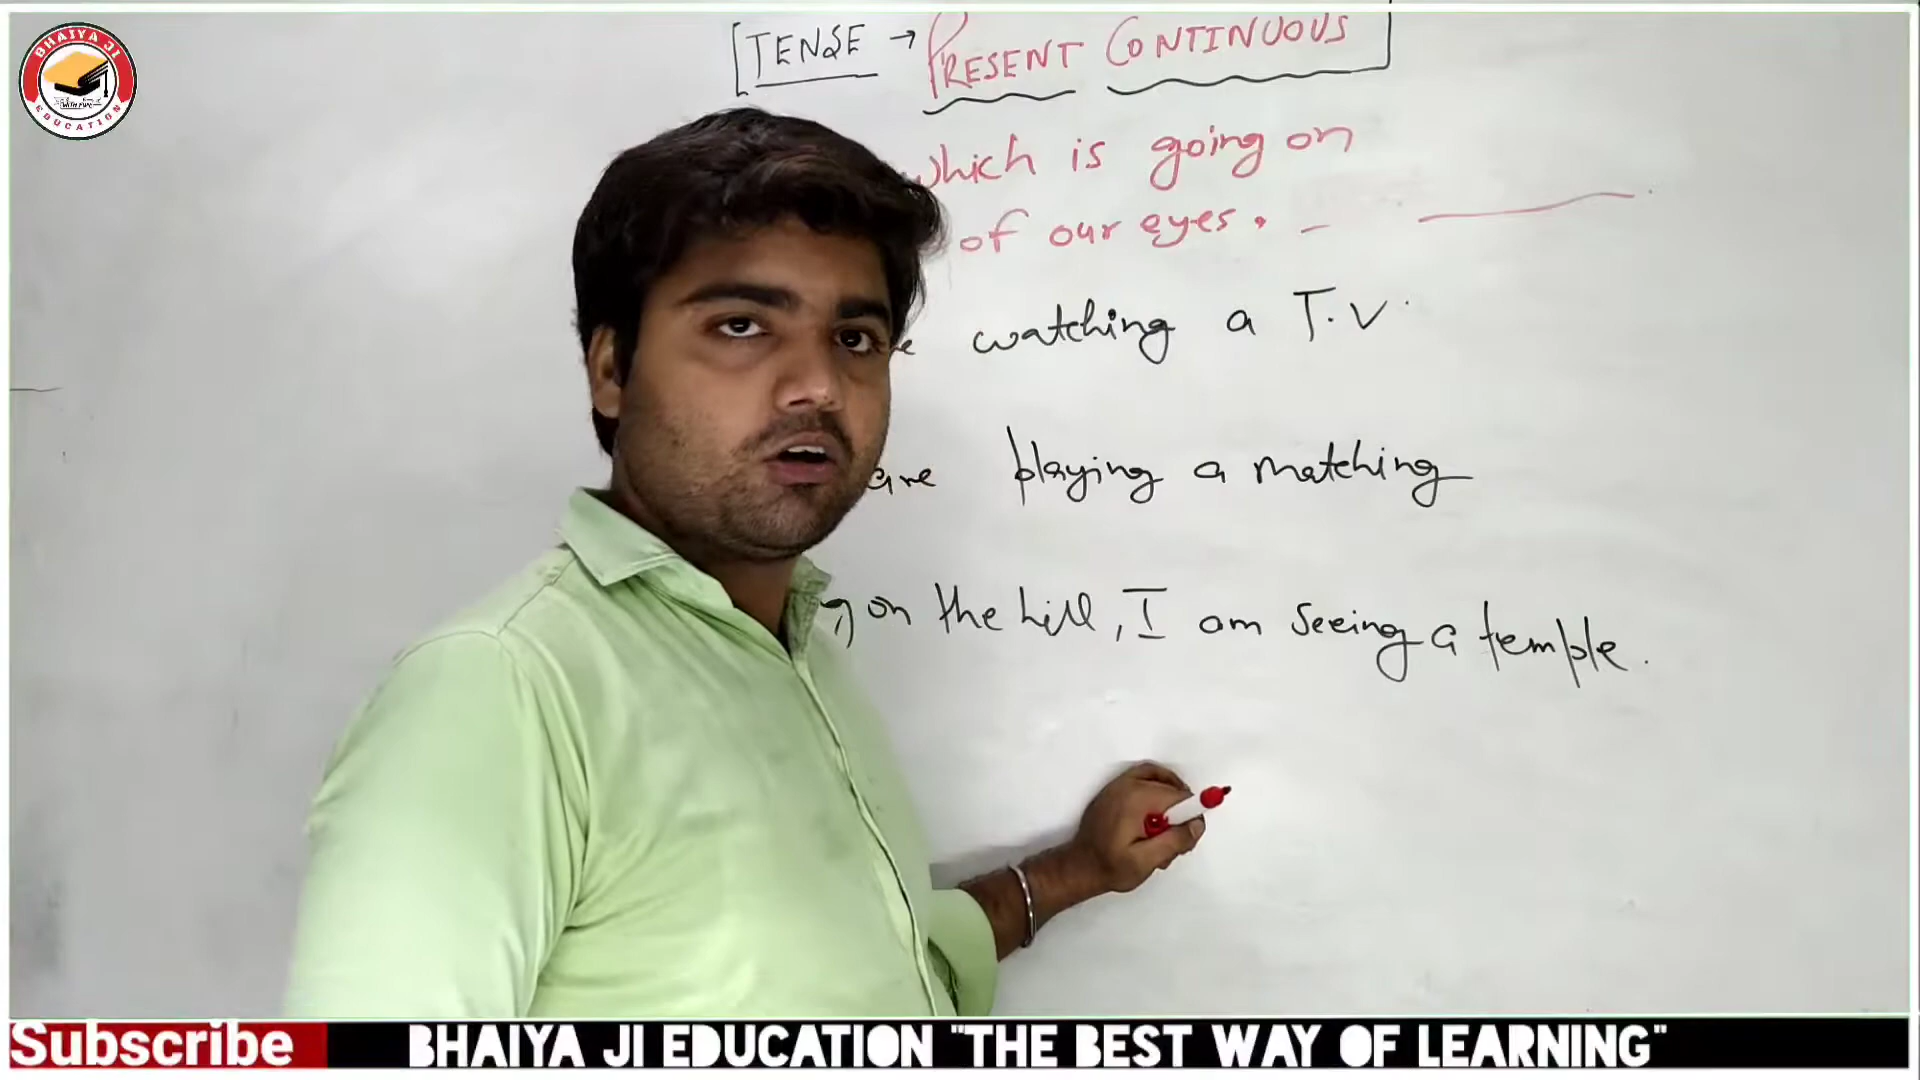 BHAIYA JI
EDUCATION
[TENSE → PRESENT CONTINUOUS]
which is going on
of our eyes. –
watching a T.V.
are playing a matching
on the hill, I am seeing a temple.
Subscribe BHAIYA JI EDUCATION "THE BEST WAY OF LEARNING"